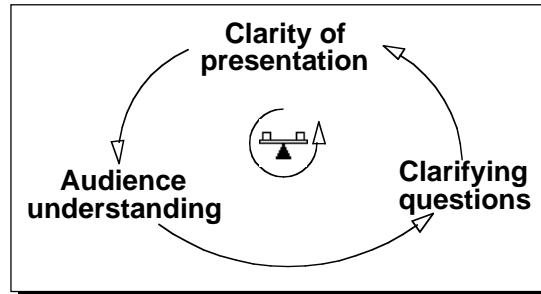 Clarity of
presentation
Audience
understanding
Clarifying
questions